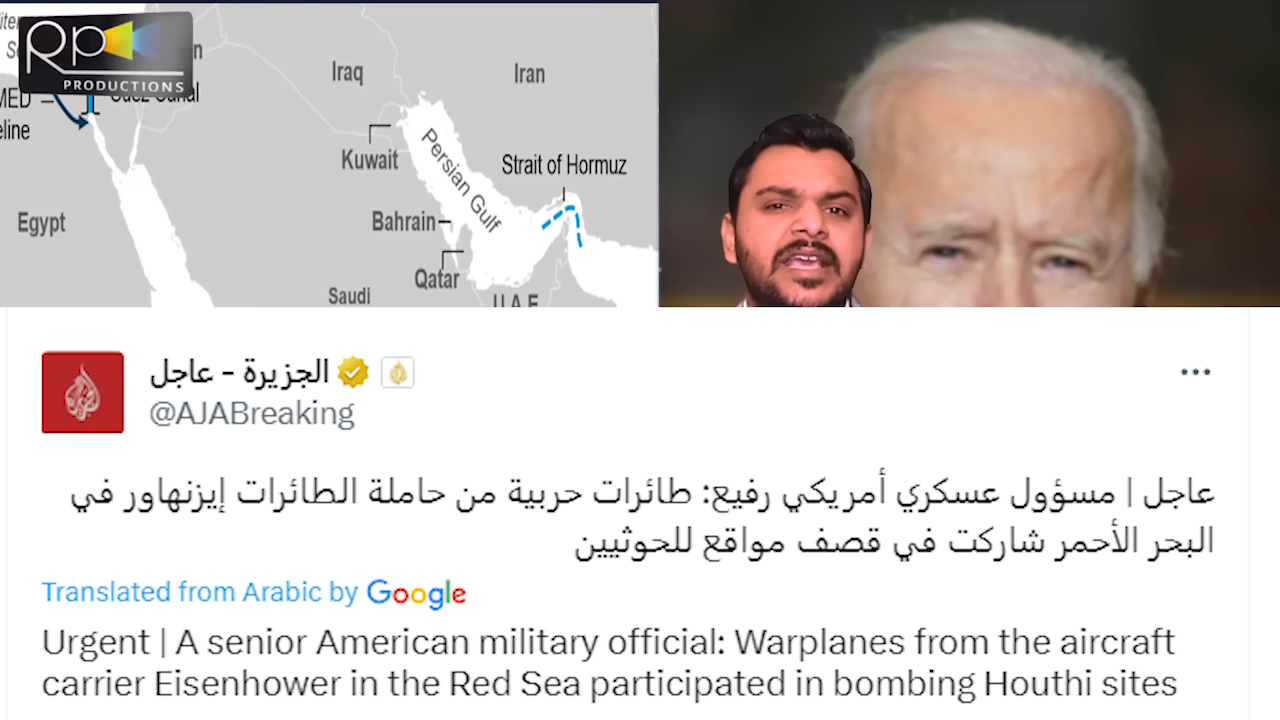 RP
PRODUCTIONS
Iraq
Iran
MED
Suez Canal
eline
Kuwait
Persian Gulf
Strait of Hormuz
Egypt
Bahrain
Qatar
Saudi
U.A.E
الجزيرة - عاجل
@AJABreaking
عاجل | مسؤول عسكري أمريكي رفيع: طائرات حربية من حاملة الطائرات إيزنهاور في
البحر الأحمر شاركت في قصف مواقع للحوثيين
Translated from Arabic by Google
Urgent | A senior American military official: Warplanes from the aircraft
carrier Eisenhower in the Red Sea participated in bombing Houthi sites